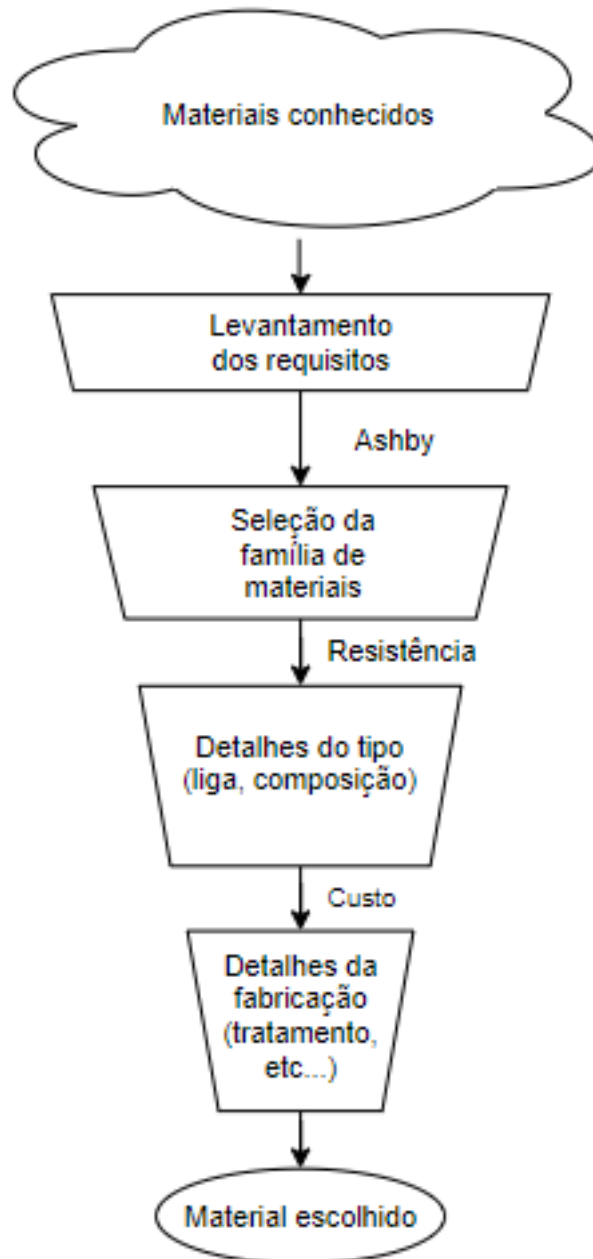 Materiais conhecidos
Levantamento
dos requisitos
Ashby
Seleção da
família de
materiais
Resistência
Detalhes do tipo
(liga, composição)
Custo
Detalhes da
fabricação
(tratamento,
etc...)
Material escolhido